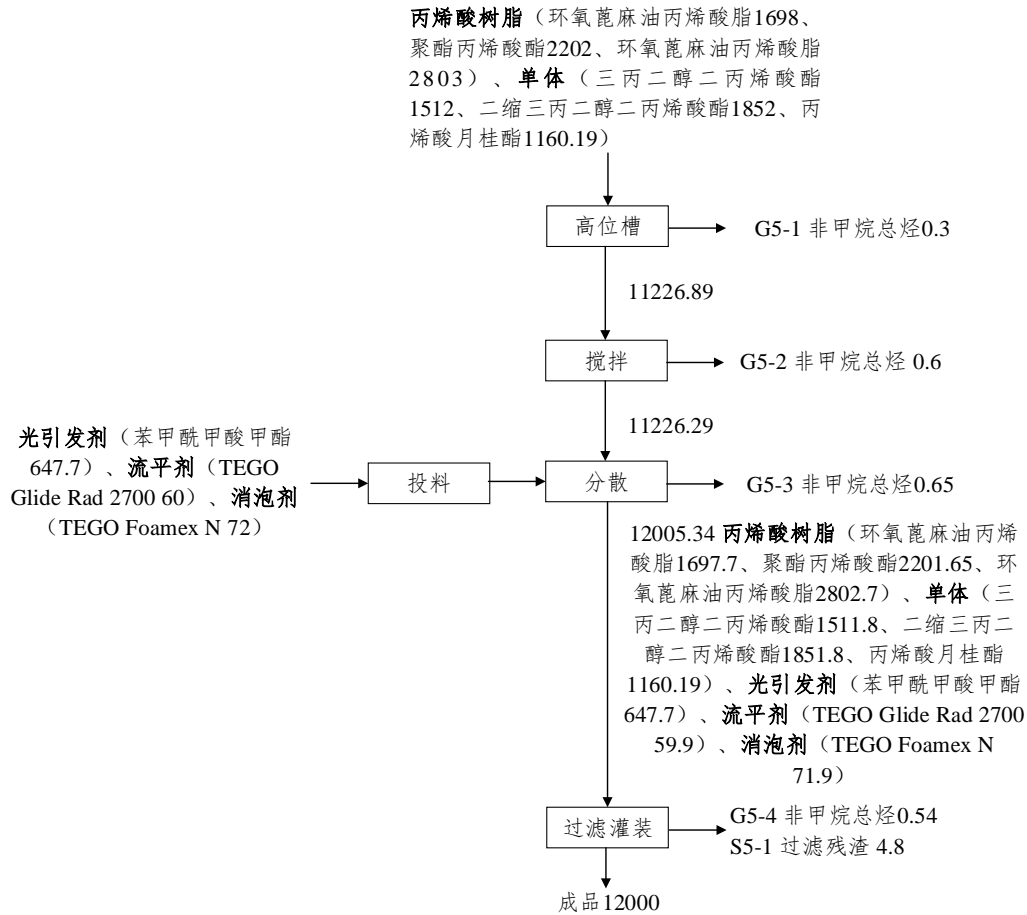 丙烯酸树脂（环氧蓖麻油丙烯酸脂1698、
聚酯丙烯酸酯2202、环氧蓖麻油丙烯酸脂
2803）、单体（三丙二醇二丙烯酸酯
1512、二缩三丙二醇二丙烯酸酯1852、丙
烯酸月桂酯1160.19）
高位槽
G5-1 非甲烷总烃0.3
11226.89
搅拌
G5-2 非甲烷总烃 0.6
11226.29
光引发剂（苯甲酰甲酸甲酯
647.7）、流平剂（TEGO
Glide Rad 2700 60）、消泡剂
（TEGO Foamex N 72）
投料
分散
G5-3 非甲烷总烃0.65
12005.34 丙烯酸树脂（环氧蓖麻油丙烯
酸脂1697.7、聚酯丙烯酸酯2201.65、环
氧蓖麻油丙烯酸脂2802.7）、单体（三
丙二醇二丙烯酸酯1511.8、二缩三丙二
醇二丙烯酸酯1851.8、丙烯酸月桂酯
1160.19）、光引发剂（苯甲酰甲酸甲酯
647.7）、流平剂（TEGO Glide Rad 2700
59.9）、消泡剂（TEGO Foamex N
71.9）
过滤灌装
G5-4 非甲烷总烃0.54
S5-1 过滤残渣 4.8
成品12000